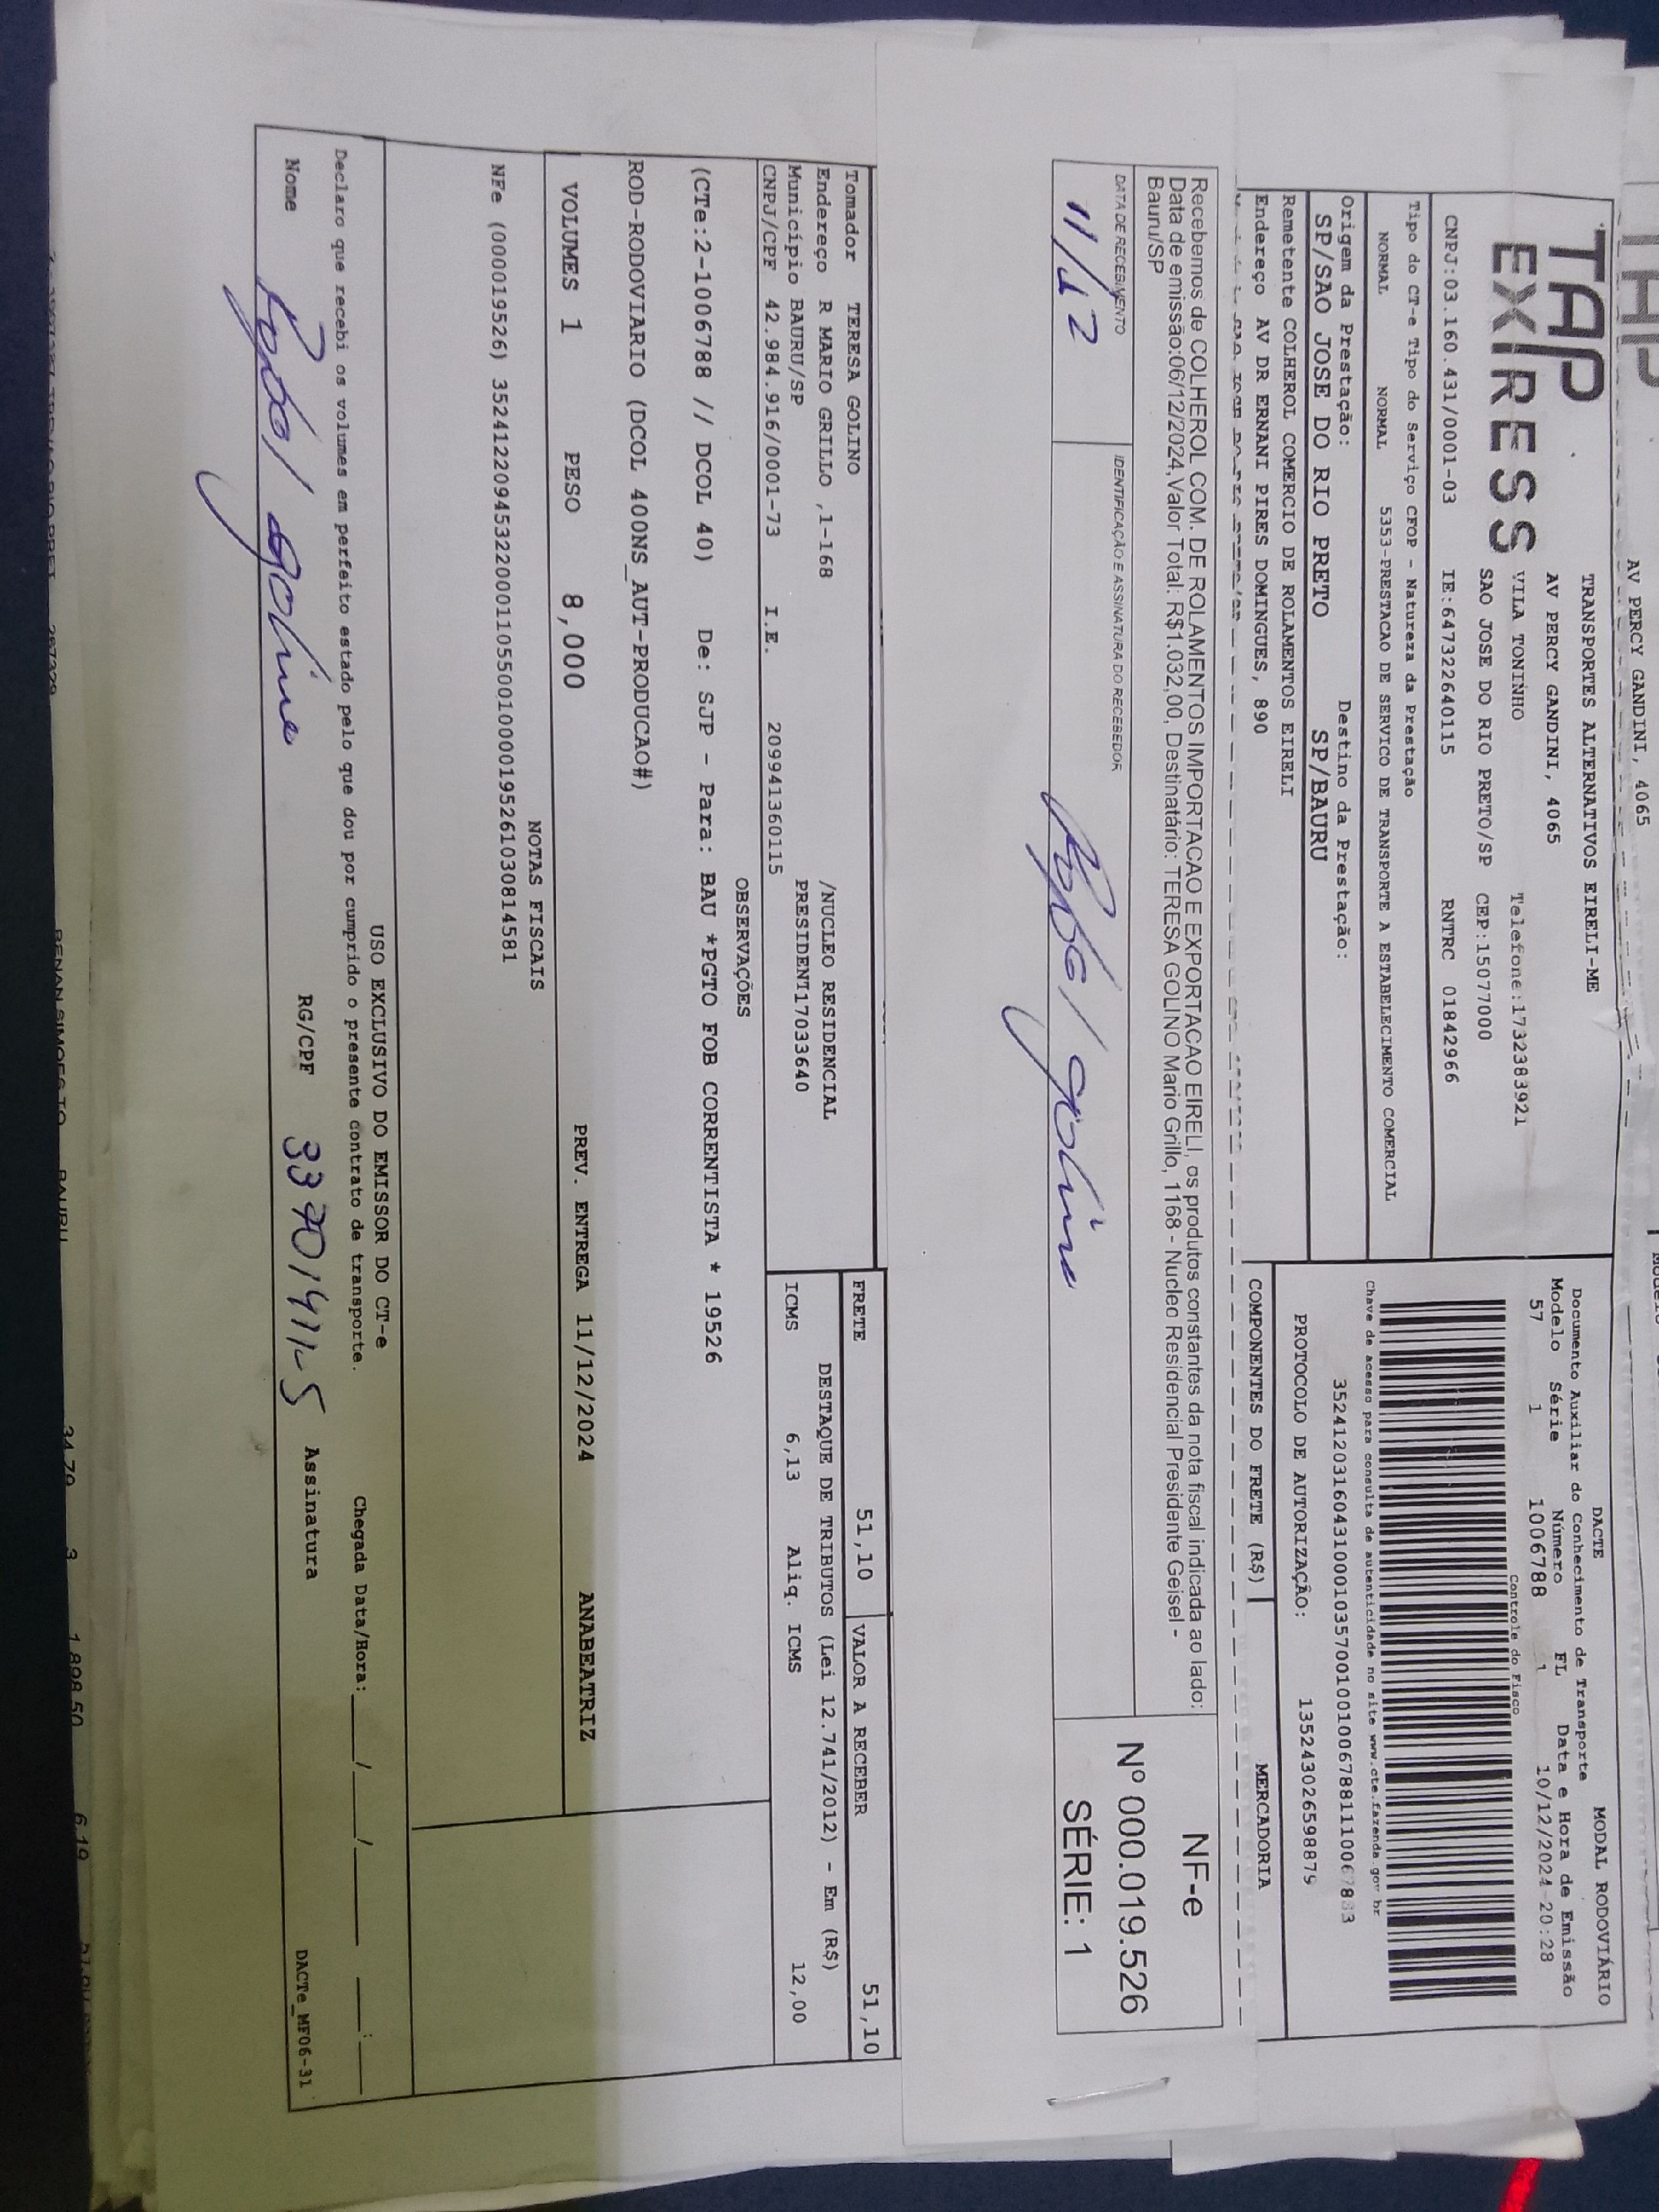 AV PERCY GANDINI, 4065
TAP
EXPRESS
TRANSPORTES ALTERNATIVOS EIRELI-ME
AV PERCY GANDINI, 4065
VILA TONINHO Telefone:1732383921
SAO JOSE DO RIO PRETO/SP CEP:15077000
CNPJ:03.160.431/0001-03 IE:647322640115 RNTRC 01842966
Tipo do CT-e Tipo do Serviço CFOP - Natureza da Prestação
NORMAL NORMAL 5353-PRESTACAO DE SERVICO DE TRANSPORTE A ESTABELECIMENTO COMERCIAL
Origem da Prestação: Destino da Prestação:
SP/SAO JOSE DO RIO PRETO SP/BAURU
Remetente COLHEROL COMERCIO DE ROLAMENTOS EIRELI
Endereço AV DR ERNANI PIRES DOMINGUES, 890
DACTE MODAL RODOVIÁRIO
Documento Auxiliar do Conhecimento de Transporte
Modelo Série Número FL Data e Hora de Emissão
57 1 1006788 1 10/12/2024 20:28
Controle do Fisco
Chave de acesso para consulta de autenticidade no site www.cte.fazenda.gov br
PROTOCOLO DE AUTORIZAÇÃO: 135243026598879
COMPONENTES DO FRETE (R$) MERCADORIA
Recebemos de COLHEROL COM. DE ROLAMENTOS IMPORTACAO E EXPORTACAO EIRELI, os produtos constantes da nota fiscal indicada ao lado:
Data de emissão:06/12/2024,Valor Total: R$1.032,00, Destinatário: TERESA GOLINO Mario Grillo, 1168 - Nucleo Residencial Presidente Geisel -
Bauru/SP
DATA DE RECEBIMENTO IDENTIFICAÇÃO E ASSINATURA DO RECEBEDOR
11/12 golino
NF-e
Nº 000.019.526
SÉRIE: 1
Tomador TERESA GOLINO
Endereço R MARIO GRILLO ,1-168 /NUCLEO RESIDENCIAL
Município BAURU/SP PRESIDENT17033640
CNPJ/CPF 42.984.916/0001-73 I.E. 209941360115
FRETE 51,10 VALOR A RECEBER 51,10
DESTAQUE DE TRIBUTOS (Lei 12.741/2012) - Em (R$)
ICMS 6,13 Aliq. ICMS 12,00
OBSERVAÇÕES
(CTe:2-1006788 // DCOL 40) De: SJP - Para: BAU *PGTO FOB CORRENTISTA * 19526
ROD-RODOVIARIO (DCOL 400NS_AUT-PRODUCAO#)
VOLUMES 1 PESO 8,000 PREV. ENTREGA 11/12/2024 ANABEATRIZ
NOTAS FISCAIS
NFe (000019526) 35241220945322000110550010000195261030814581
USO EXCLUSIVO DO EMISSOR DO CT-e
Declaro que recebi os volumes em perfeito estado pelo que dou por cumprido o presente contrato de transporte. Chegada Data/Hora:____/____/____ ___:___
Nome golino RG/CPF Assinatura
DACTe_MF06-31